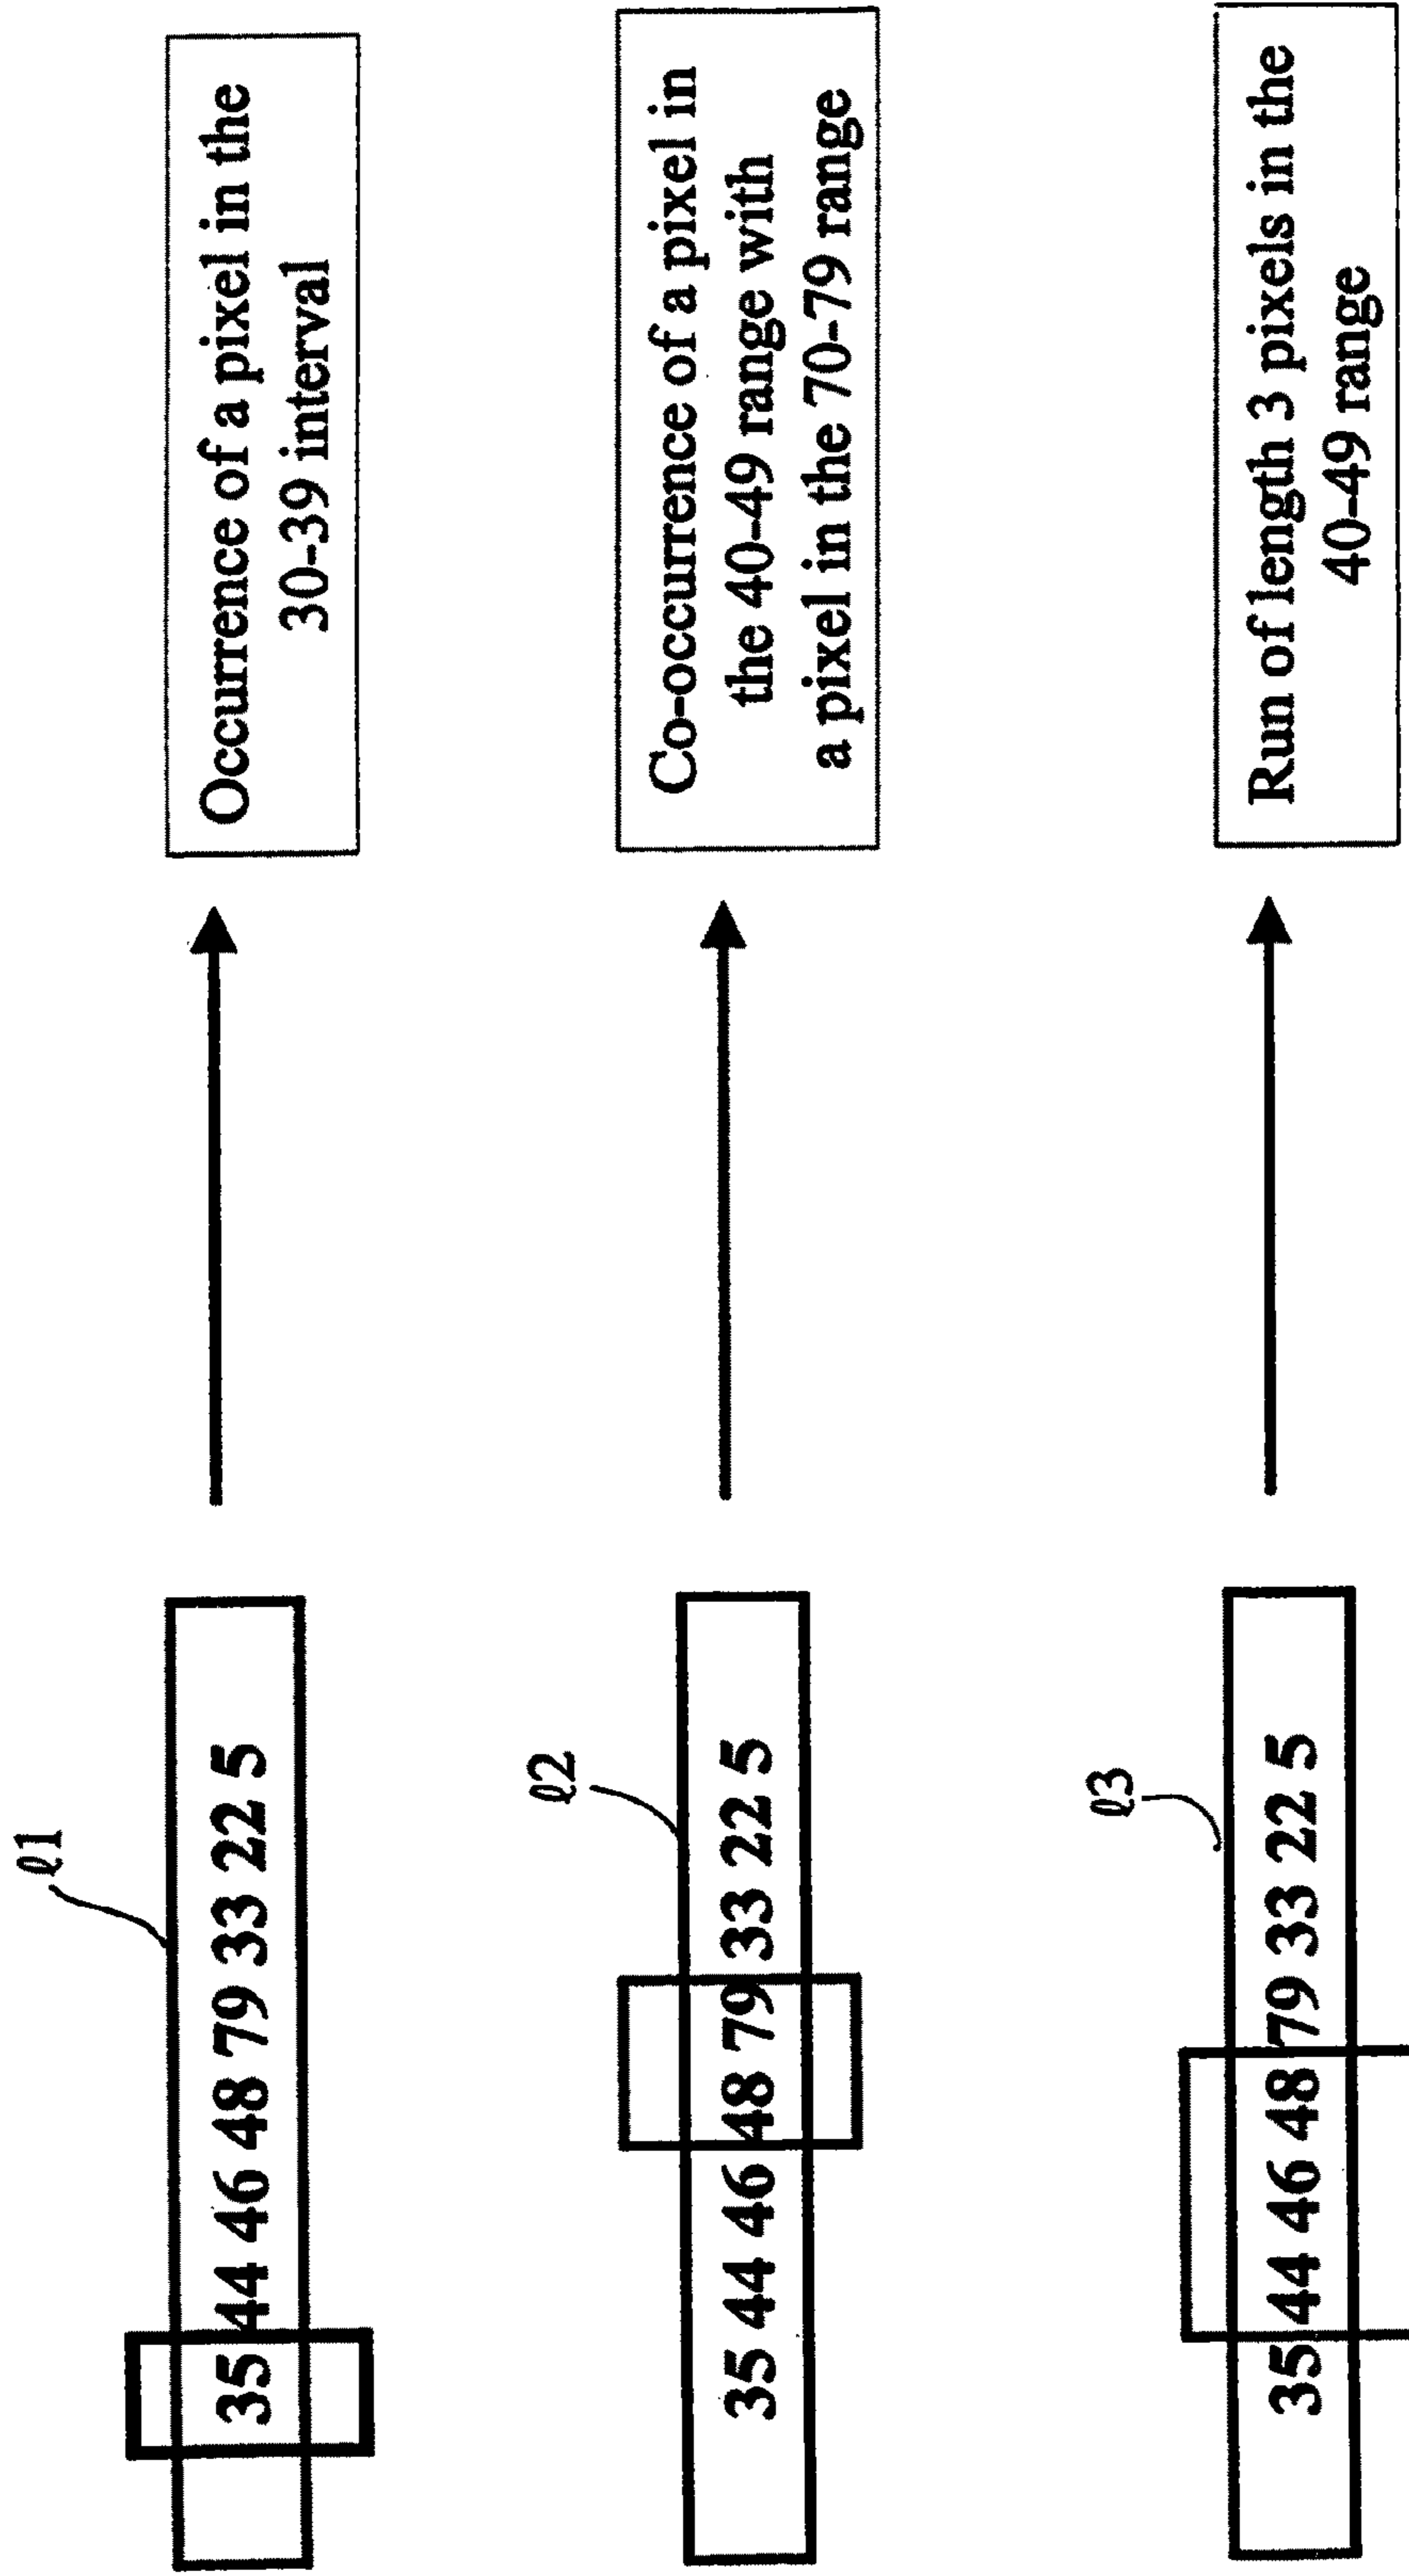 ℓ1
35 44 46 48 79 33 22 5
Occurrence of a pixel in the
30-39 interval
ℓ2
35 44 46 48 79 33 22 5
Co-occurrence of a pixel in
the 40-49 range with
a pixel in the 70-79 range
ℓ3
35 44 46 48 79 33 22 5
Run of length 3 pixels in the
40-49 range